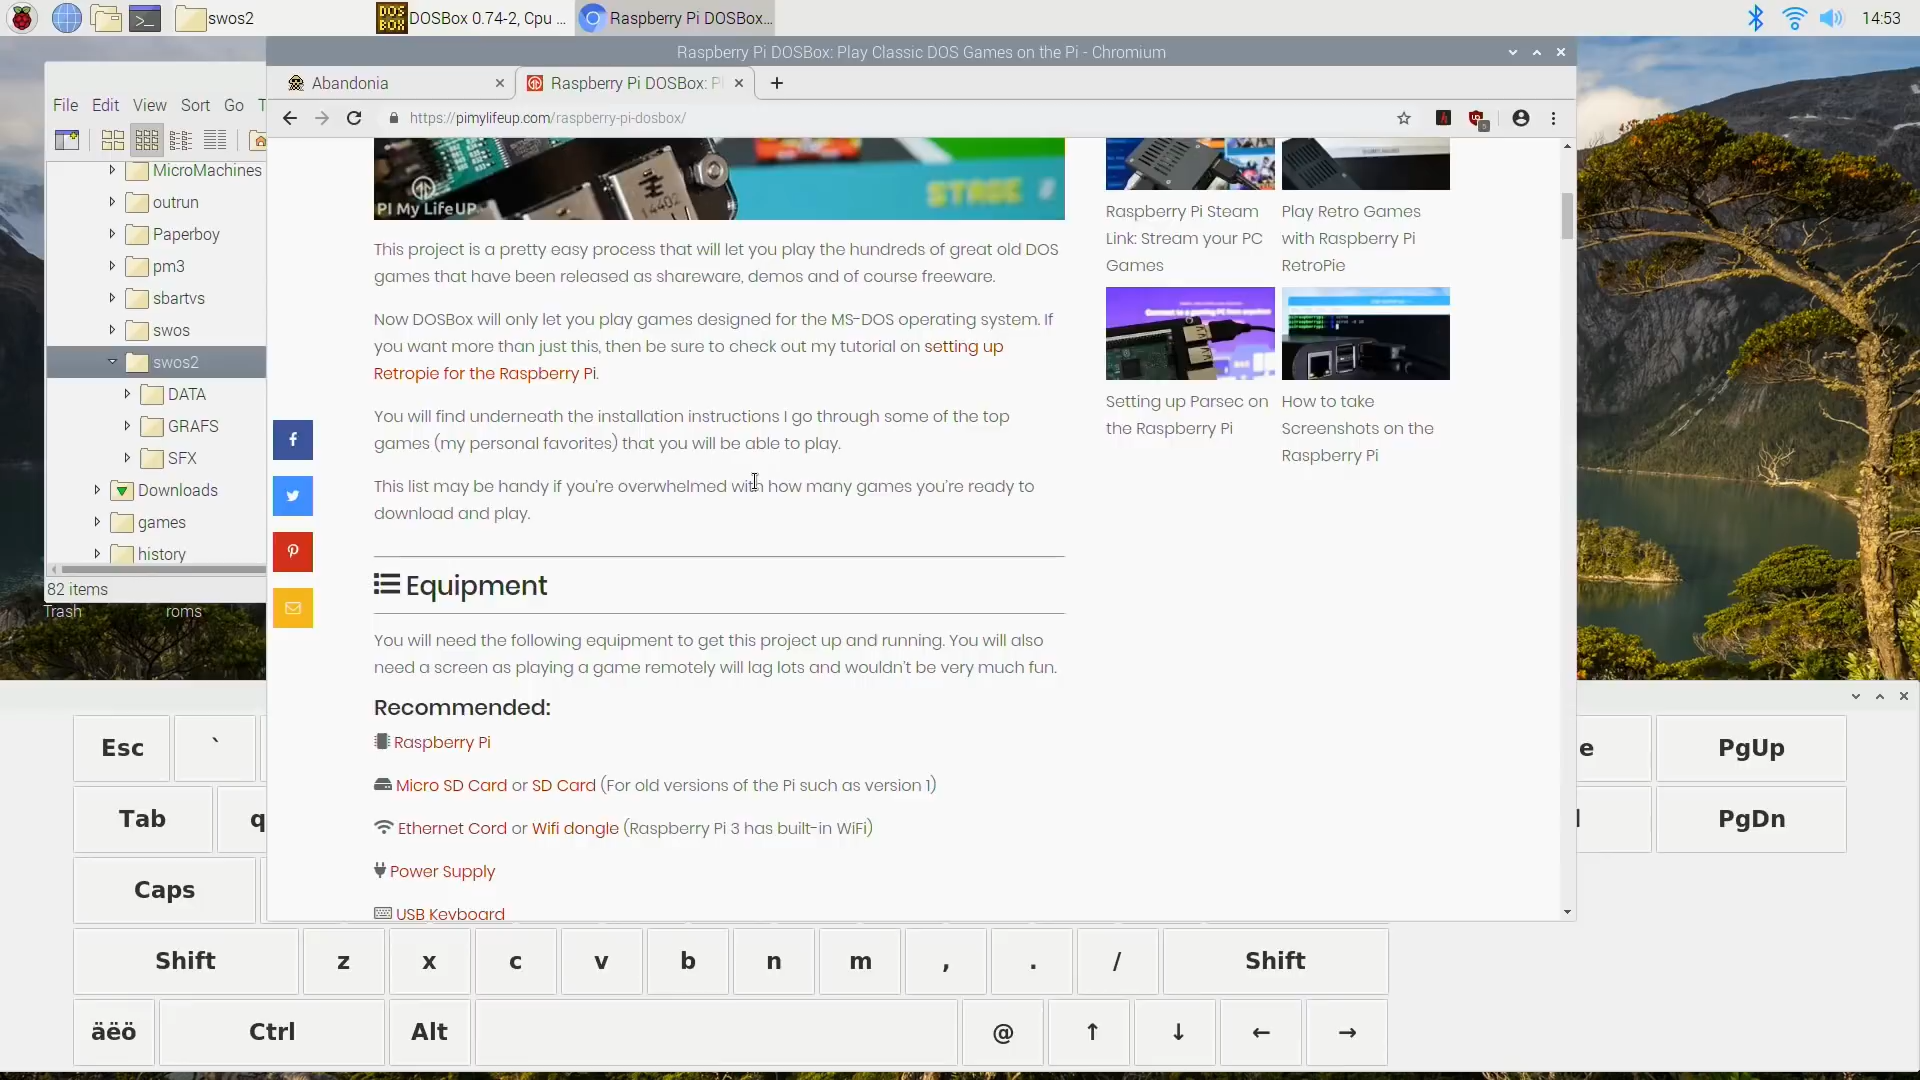 swos2
DOSBox 0.74-2, Cpu ...
Raspberry Pi DOSBox...
14:53
Raspberry Pi DOSBox: Play Classic DOS Games on the Pi - Chromium
Abandonia
Raspberry Pi DOSBox: P
https://pimylifeup.com/raspberry-pi-dosbox/
File Edit View Sort Go T
MicroMachines
outrun
Paperboy
pm3
sbartvs
swos
swos2
DATA
GRAFS
SFX
Downloads
games
history
82 items
Trash
roms
PI My LifeUP
14402
STAGE
This project is a pretty easy process that will let you play the hundreds of great old DOS
games that have been released as shareware, demos and of course freeware.
Now DOSBox will only let you play games designed for the MS-DOS operating system. If
you want more than just this, then be sure to check out my tutorial on setting up
Retropie for the Raspberry Pi.
You will find underneath the installation instructions I go through some of the top
games (my personal favorites) that you will be able to play.
This list may be handy if you're overwhelmed with how many games you're ready to
download and play.
Equipment
You will need the following equipment to get this project up and running. You will also
need a screen as playing a game remotely will lag lots and wouldn't be very much fun.
Recommended:
Raspberry Pi
Micro SD Card or SD Card (For old versions of the Pi such as version 1)
Ethernet Cord or Wifi dongle (Raspberry Pi 3 has built-in WiFi)
Power Supply
USB Keyboard
Raspberry Pi Steam
Link: Stream your PC
Games
Play Retro Games
with Raspberry Pi
RetroPie
Setting up Parsec on
the Raspberry Pi
How to take
Screenshots on the
Raspberry Pi
Esc ` e PgUp
Tab q PgDn
Caps
Shift z x c v b n m , . / Shift
äëö Ctrl Alt @ ↑ ↓ ← →